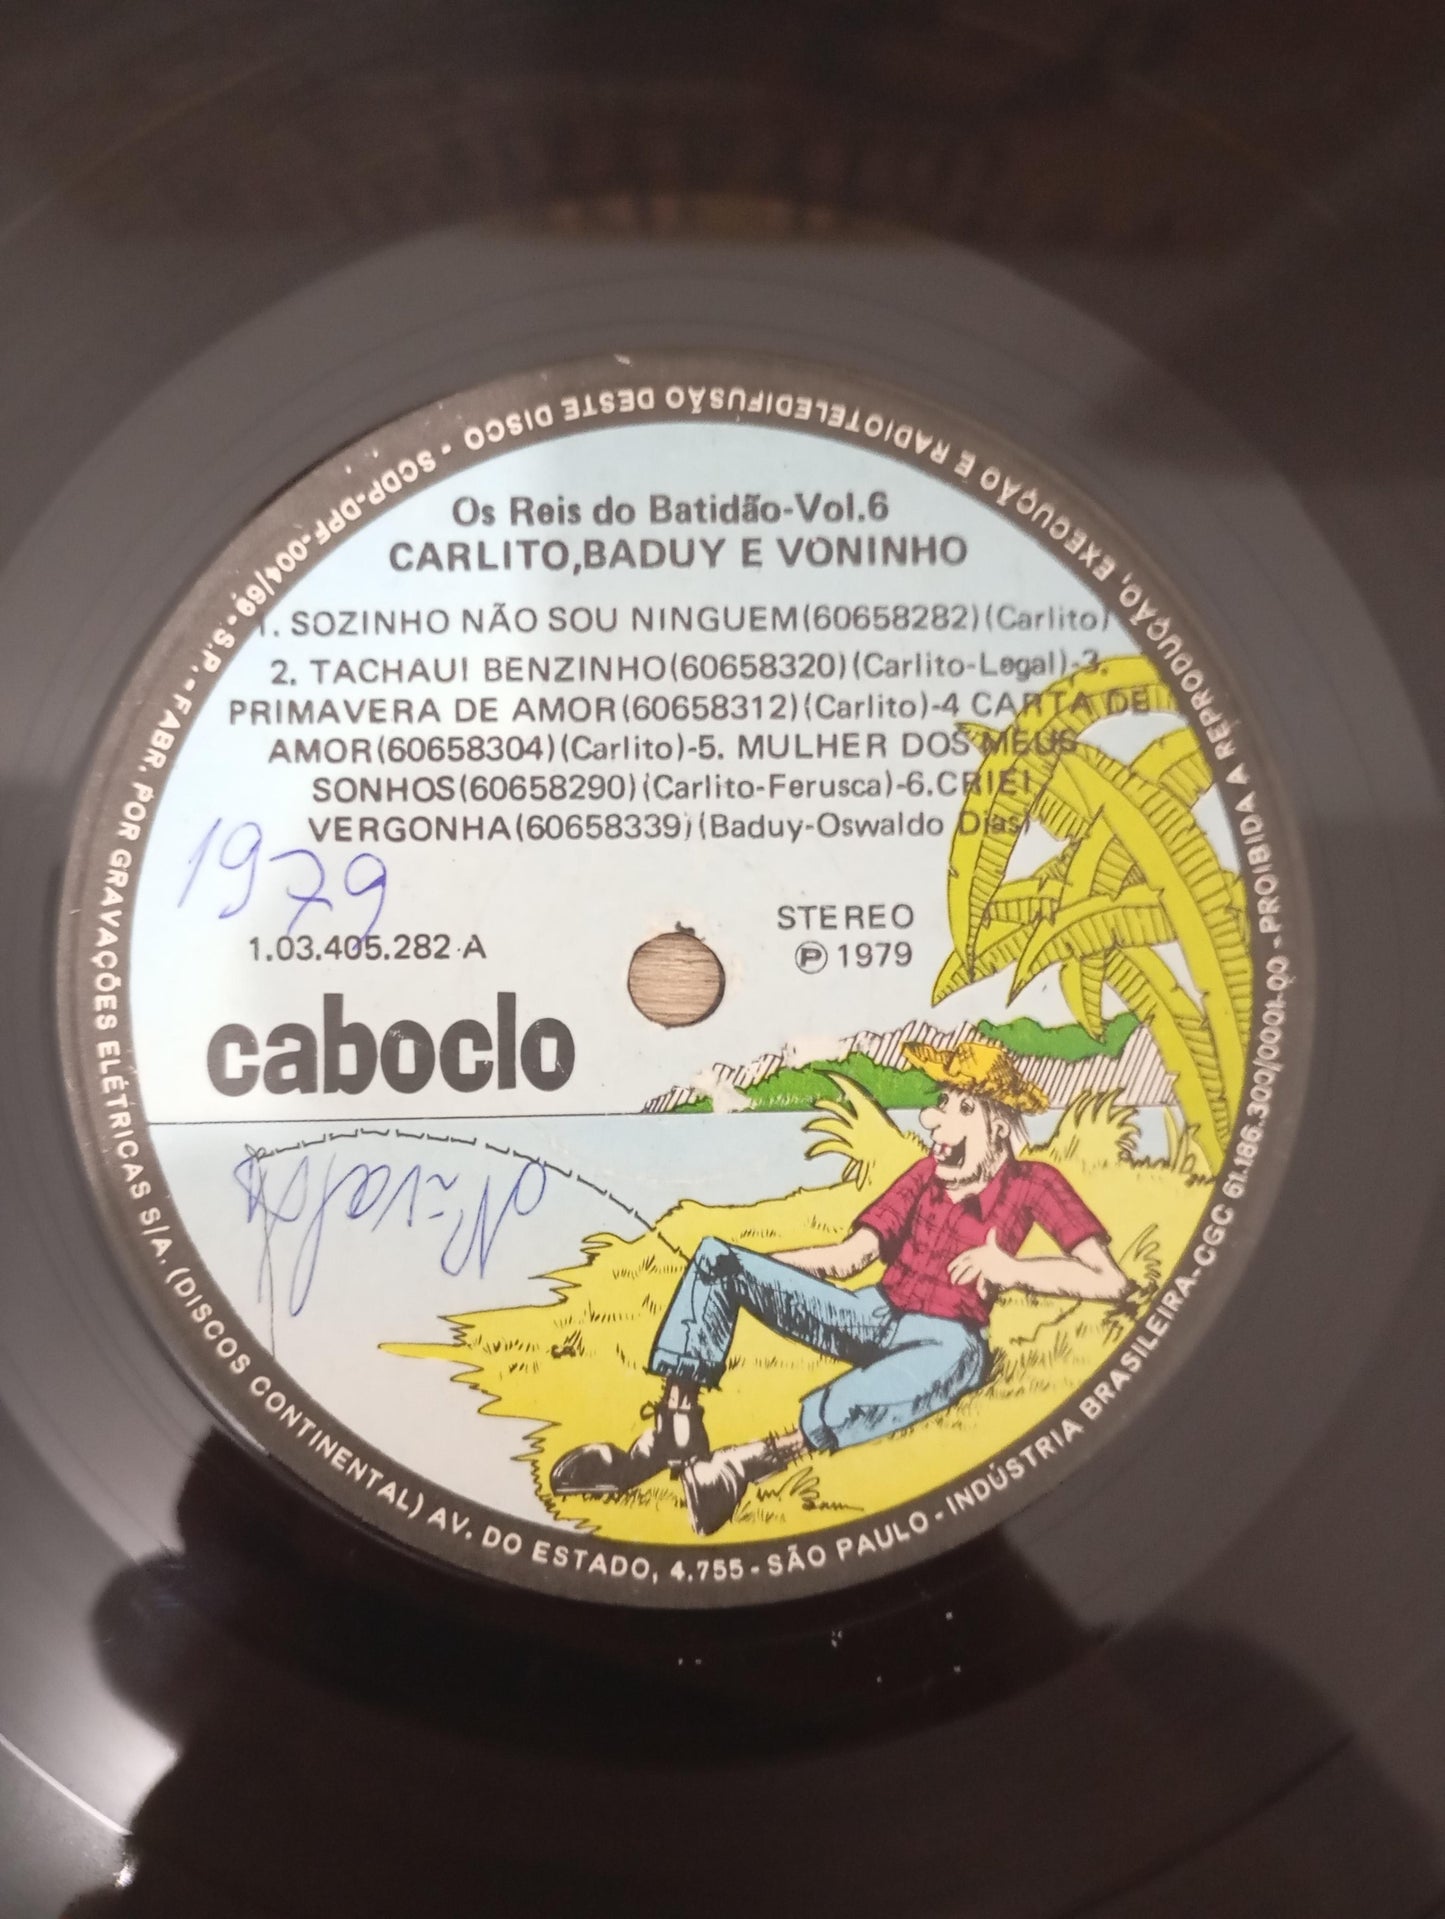 Os Reis do Batidão-Vol.6
CARLITO,BADUY E VONINHO
1. SOZINHO NÃO SOU NINGUEM(60658282)(Carlito)
2. TACHAU! BENZINHO(60658320)(Carlito-Legal)-3.
PRIMAVERA DE AMOR(60658312)(Carlito)-4 CARTA DE
AMOR(60658304)(Carlito)-5. MULHER DOS MEUS
SONHOS(60658290)(Carlito-Ferusca)-6.CRIEI
VERGONHA(60658339)(Baduy-Oswaldo Dias)
1979
1.03.405.282-A
STEREO
Ⓟ 1979
caboclo
FABR. POR GRAVAÇÕES ELÉTRICAS S/A. (DISCOS CONTINENTAL) AV. DO ESTADO, 4.755 - SÃO PAULO - INDÚSTRIA BRASILEIRA - CGC 61.186.300/0001-00 - PROIBIDA A REPRODUÇÃO, EXECUÇÃO E RADIOTELEDIFUSÃO DESTE DISCO - SCDP-DPF-004/69-S.P. -